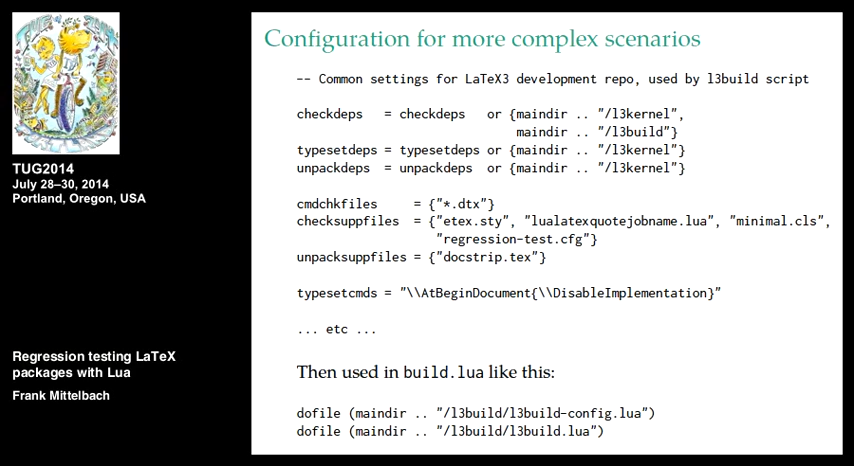 TUG2014
July 28–30, 2014
Portland, Oregon, USA
Regression testing LaTeX
packages with Lua
Frank Mittelbach
Configuration for more complex scenarios
-- Common settings for LaTeX3 development repo, used by l3build script
checkdeps   = checkdeps   or {maindir .. "/l3kernel",
maindir .. "/l3build"}
typesetdeps = typesetdeps or {maindir .. "/l3kernel"}
unpackdeps  = unpackdeps  or {maindir .. "/l3kernel"}
cmdchkfiles     = {"*.dtx"}
checksuppfiles  = {"etex.sty", "lualatexquotejobname.lua", "minimal.cls",
"regression-test.cfg"}
unpacksuppfiles = {"docstrip.tex"}
typesetcmds = "\\AtBeginDocument{\\DisableImplementation}"
... etc ...
Then used in build.lua like this:
dofile (maindir .. "/l3build/l3build-config.lua")
dofile (maindir .. "/l3build/l3build.lua")